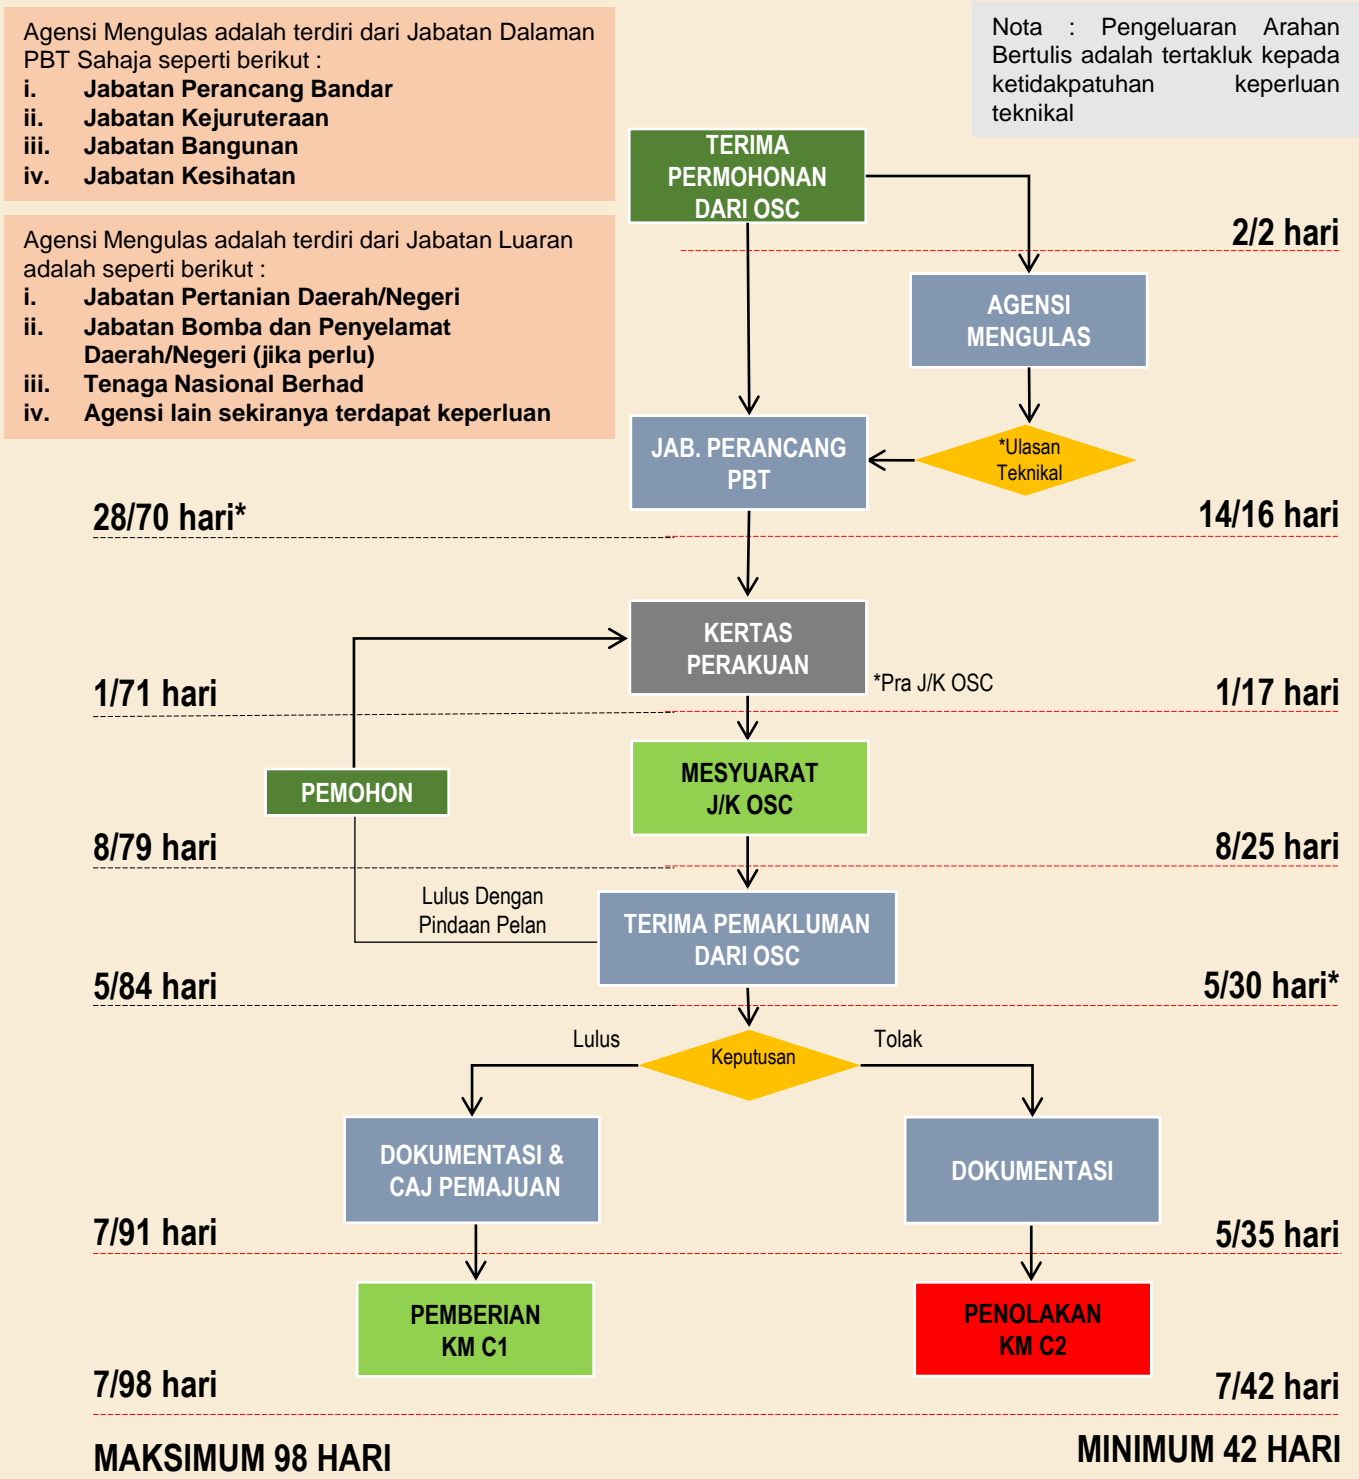 Agensi Mengulas adalah terdiri dari Jabatan Dalaman
PBT Sahaja seperti berikut :
i. Jabatan Perancang Bandar
ii. Jabatan Kejuruteraan
iii. Jabatan Bangunan
iv. Jabatan Kesihatan
Nota : Pengeluaran Arahan
Bertulis adalah tertakluk kepada
ketidakpatuhan keperluan
teknikal
Agensi Mengulas adalah terdiri dari Jabatan Luaran
adalah seperti berikut :
i. Jabatan Pertanian Daerah/Negeri
ii. Jabatan Bomba dan Penyelamat
Daerah/Negeri (jika perlu)
iii. Tenaga Nasional Berhad
iv. Agensi lain sekiranya terdapat keperluan
TERIMA
PERMOHONAN
DARI OSC
2/2 hari
AGENSI
MENGULAS
JAB. PERANCANG
PBT
*Ulasan
Teknikal
28/70 hari*
14/16 hari
KERTAS
PERAKUAN
*Pra J/K OSC
1/71 hari
1/17 hari
MESYUARAT
J/K OSC
PEMOHON
8/79 hari
8/25 hari
Lulus Dengan
Pindaan Pelan
TERIMA PEMAKLUMAN
DARI OSC
5/84 hari
5/30 hari*
Lulus
Keputusan
Tolak
DOKUMENTASI &
CAJ PEMAJUAN
DOKUMENTASI
7/91 hari
5/35 hari
PEMBERIAN
KM C1
PENOLAKAN
KM C2
7/98 hari
7/42 hari
MAKSIMUM 98 HARI
MINIMUM 42 HARI